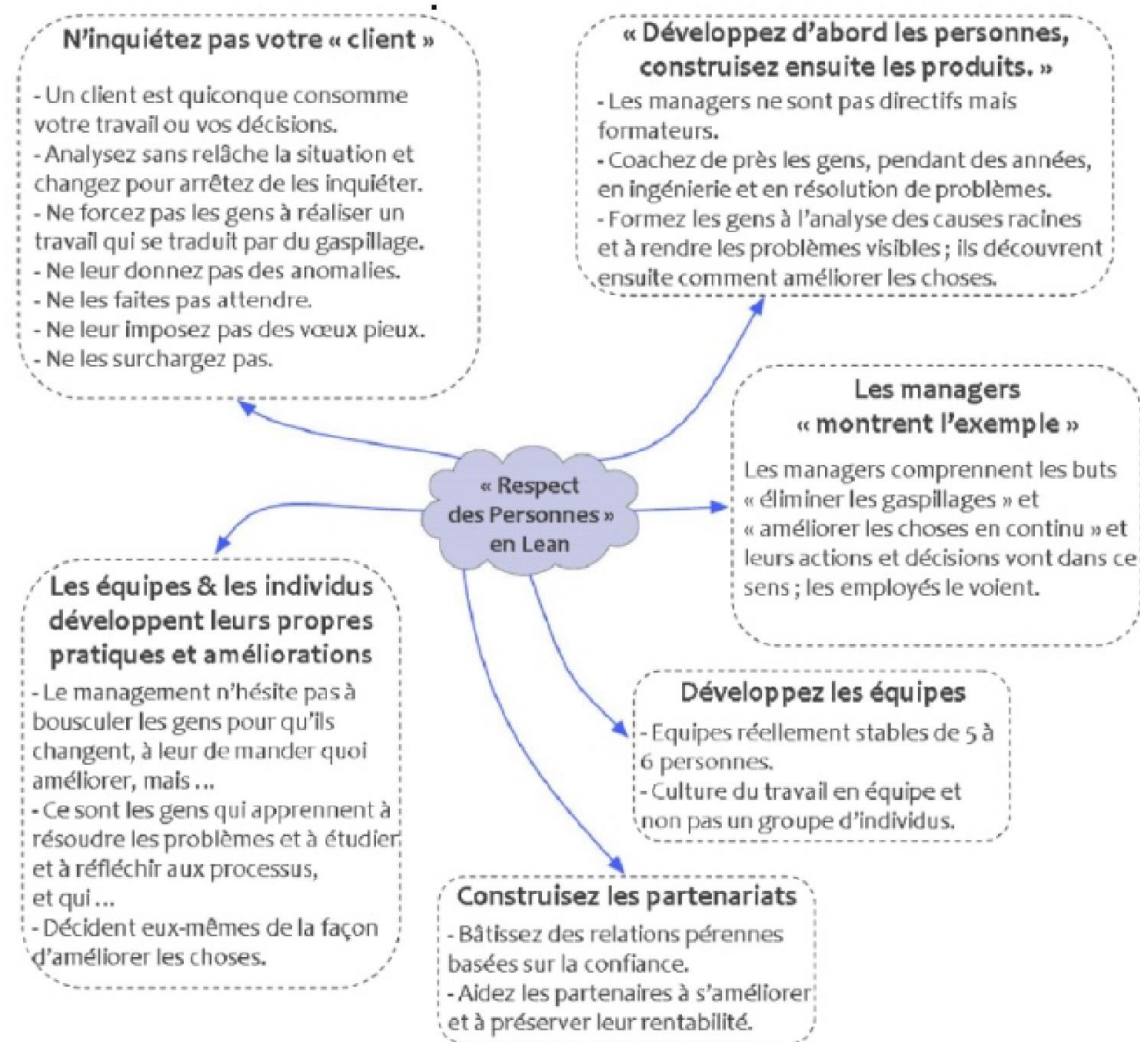 N'inquiétez pas votre « client »
- Un client est quiconque consomme
votre travail ou vos décisions.
- Analysez sans relâche la situation et
changez pour arrêtez de les inquiéter.
- Ne forcez pas les gens à réaliser un
travail qui se traduit par du gaspillage.
- Ne leur donnez pas des anomalies.
- Ne les faites pas attendre.
- Ne leur imposez pas des vœux pieux.
- Ne les surchargez pas.
« Développez d'abord les personnes,
construisez ensuite les produits. »
- Les managers ne sont pas directifs mais
formateurs.
- Coachez de près les gens, pendant des années,
en ingénierie et en résolution de problèmes.
- Formez les gens à l'analyse des causes racines
et à rendre les problèmes visibles ; ils découvrent
ensuite comment améliorer les choses.
Les managers
« montrent l'exemple »
Les managers comprennent les buts
« éliminer les gaspillages » et
« améliorer les choses en continu » et
leurs actions et décisions vont dans ce
sens ; les employés le voient.
« Respect
des Personnes »
en Lean
Les équipes & les individus
développent leurs propres
pratiques et améliorations
- Le management n'hésite pas à
bousculer les gens pour qu'ils
changent, à leur de mander quoi
améliorer, mais ...
- Ce sont les gens qui apprennent à
résoudre les problèmes et à étudier
et à réfléchir aux processus,
et qui ...
- Décident eux-mêmes de la façon
d'améliorer les choses.
Développez les équipes
- Equipes réellement stables de 5 à
6 personnes.
- Culture du travail en équipe et
non pas un groupe d'individus.
Construisez les partenariats
- Bâtissez des relations pérennes
basées sur la confiance.
- Aidez les partenaires à s'améliorer
et à préserver leur rentabilité.